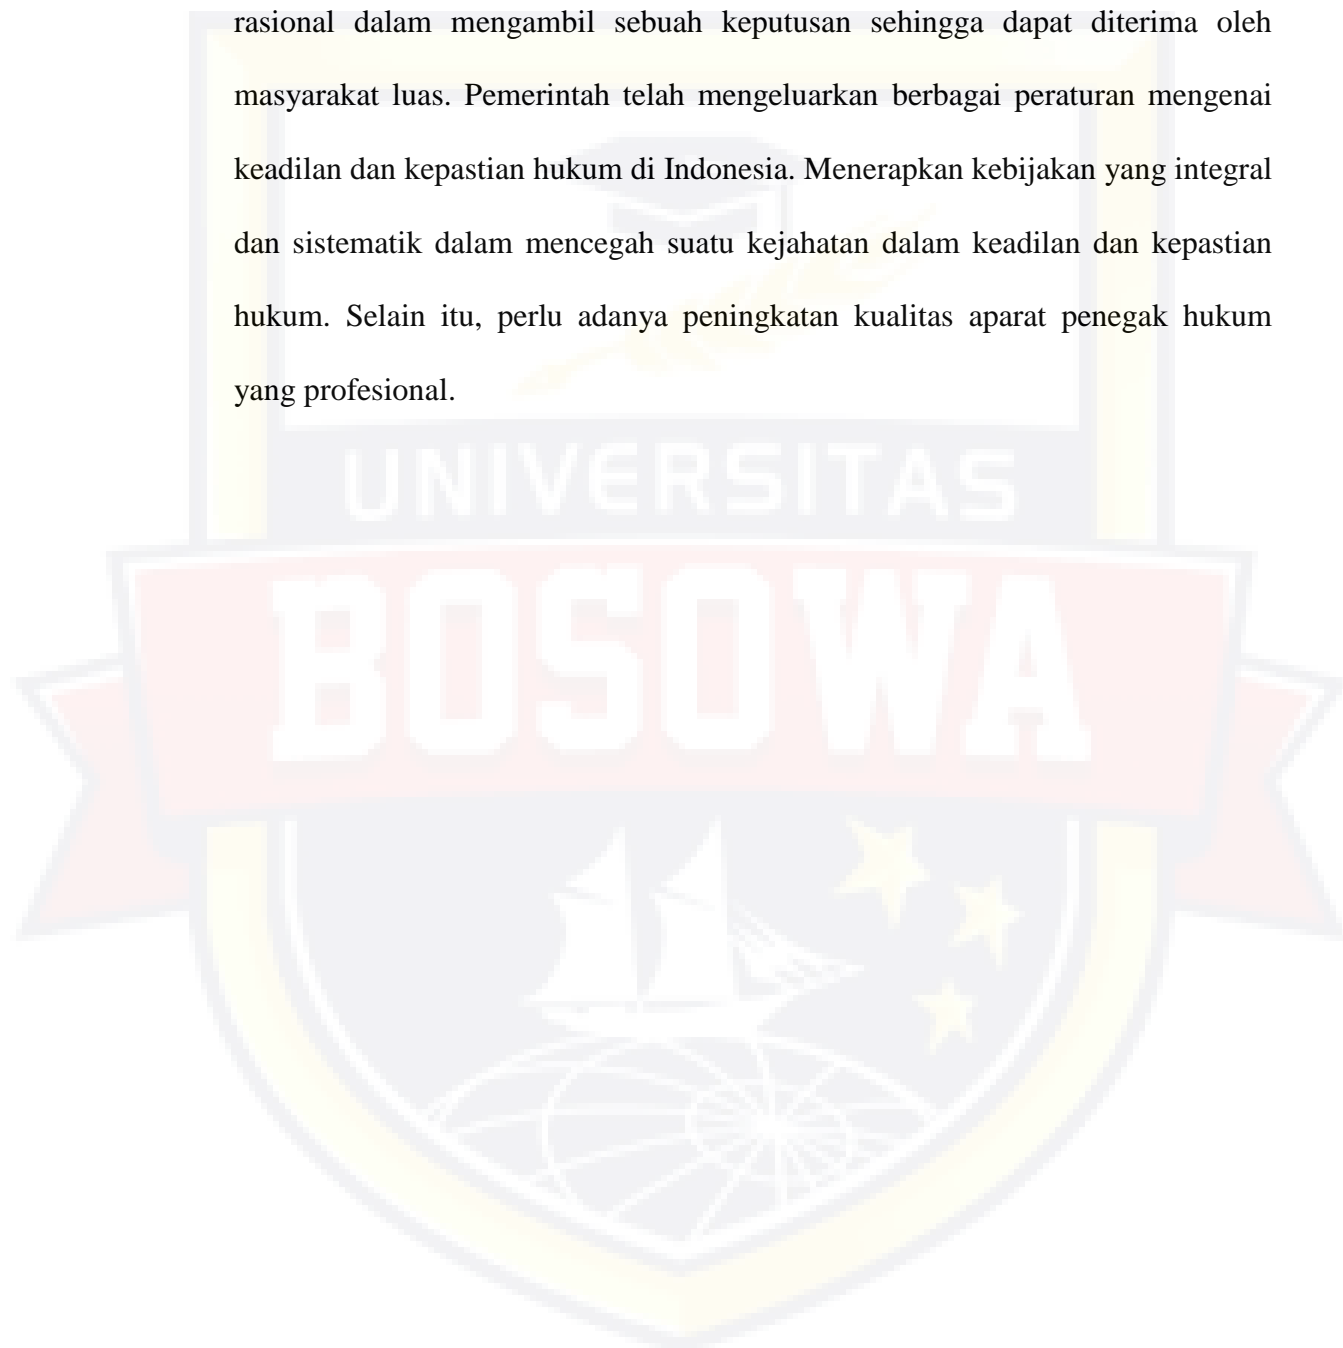 rasional dalam mengambil sebuah keputusan sehingga dapat diterima oleh
masyarakat luas. Pemerintah telah mengeluarkan berbagai peraturan mengenai
keadilan dan kepastian hukum di Indonesia. Menerapkan kebijakan yang integral
dan sistematik dalam mencegah suatu kejahatan dalam keadilan dan kepastian
hukum. Selain itu, perlu adanya peningkatan kualitas aparat penegak hukum
yang profesional.
UNIVERSITAS
BOSOWA